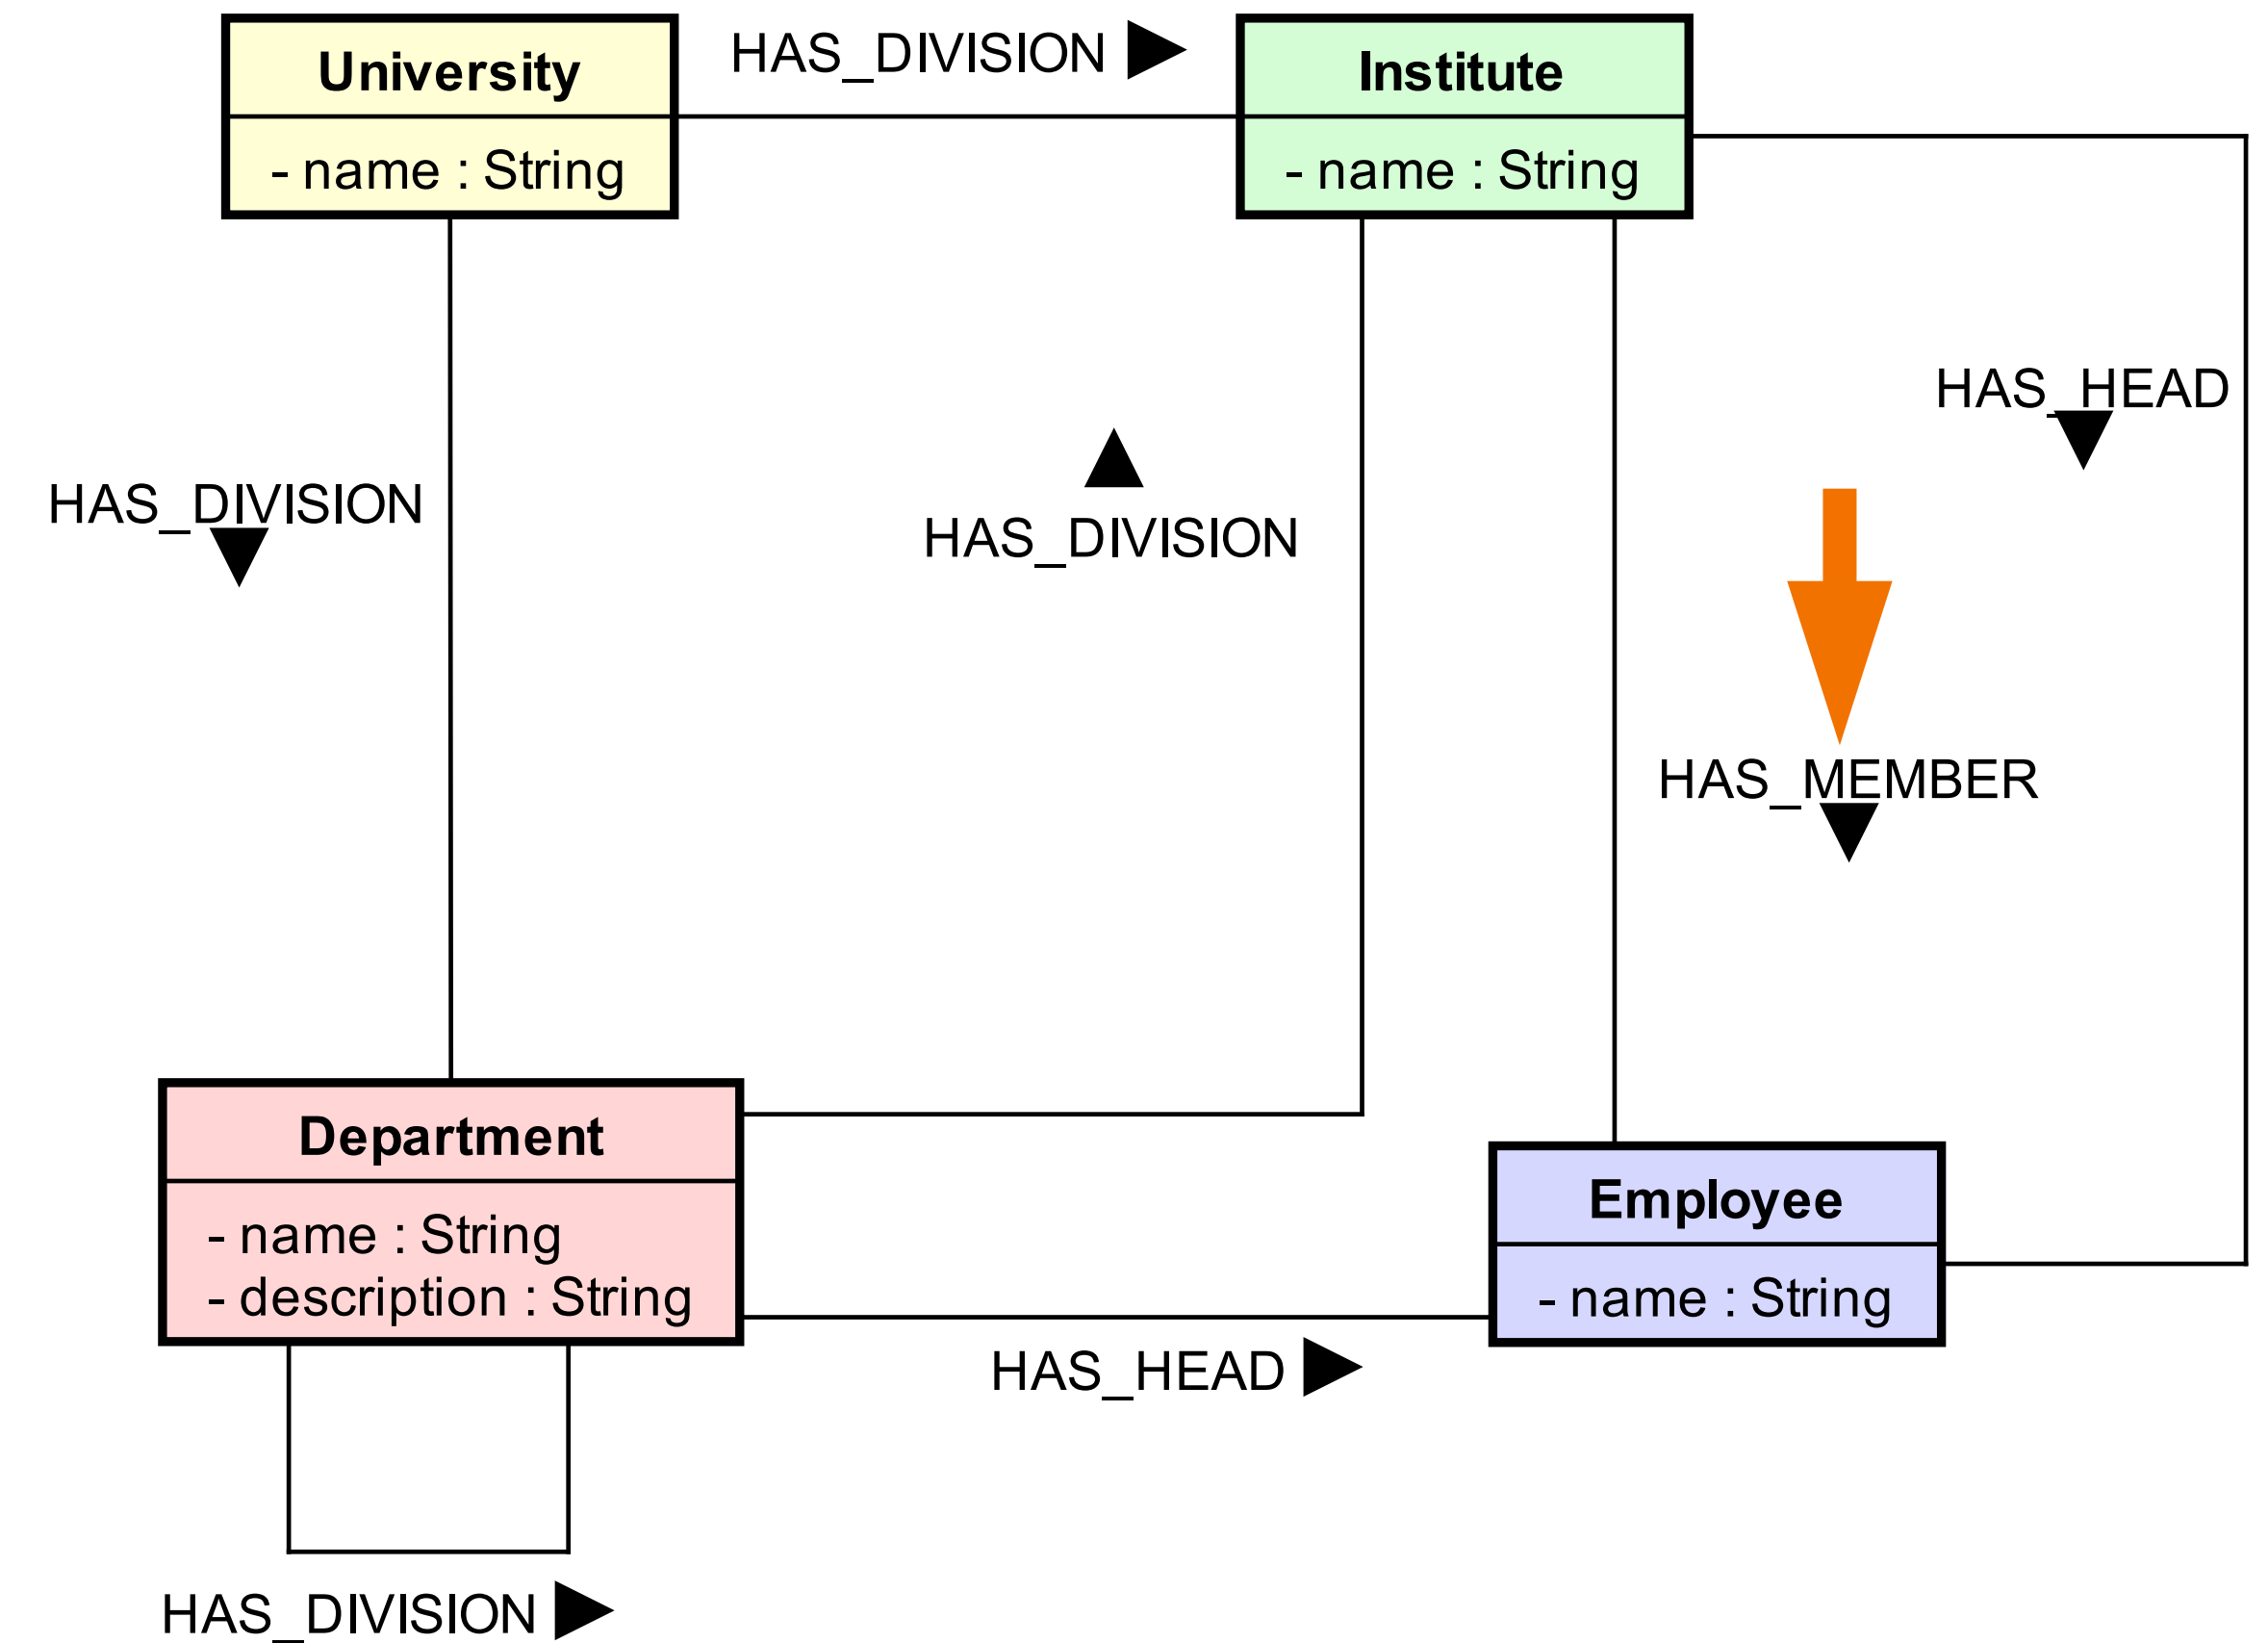 University
- name : String
HAS_DIVISION
Institute
- name : String
HAS_HEAD
HAS_DIVISION
HAS_DIVISION
HAS_MEMBER
Department
- name : String
- description : String
Employee
- name : String
HAS_HEAD
HAS_DIVISION